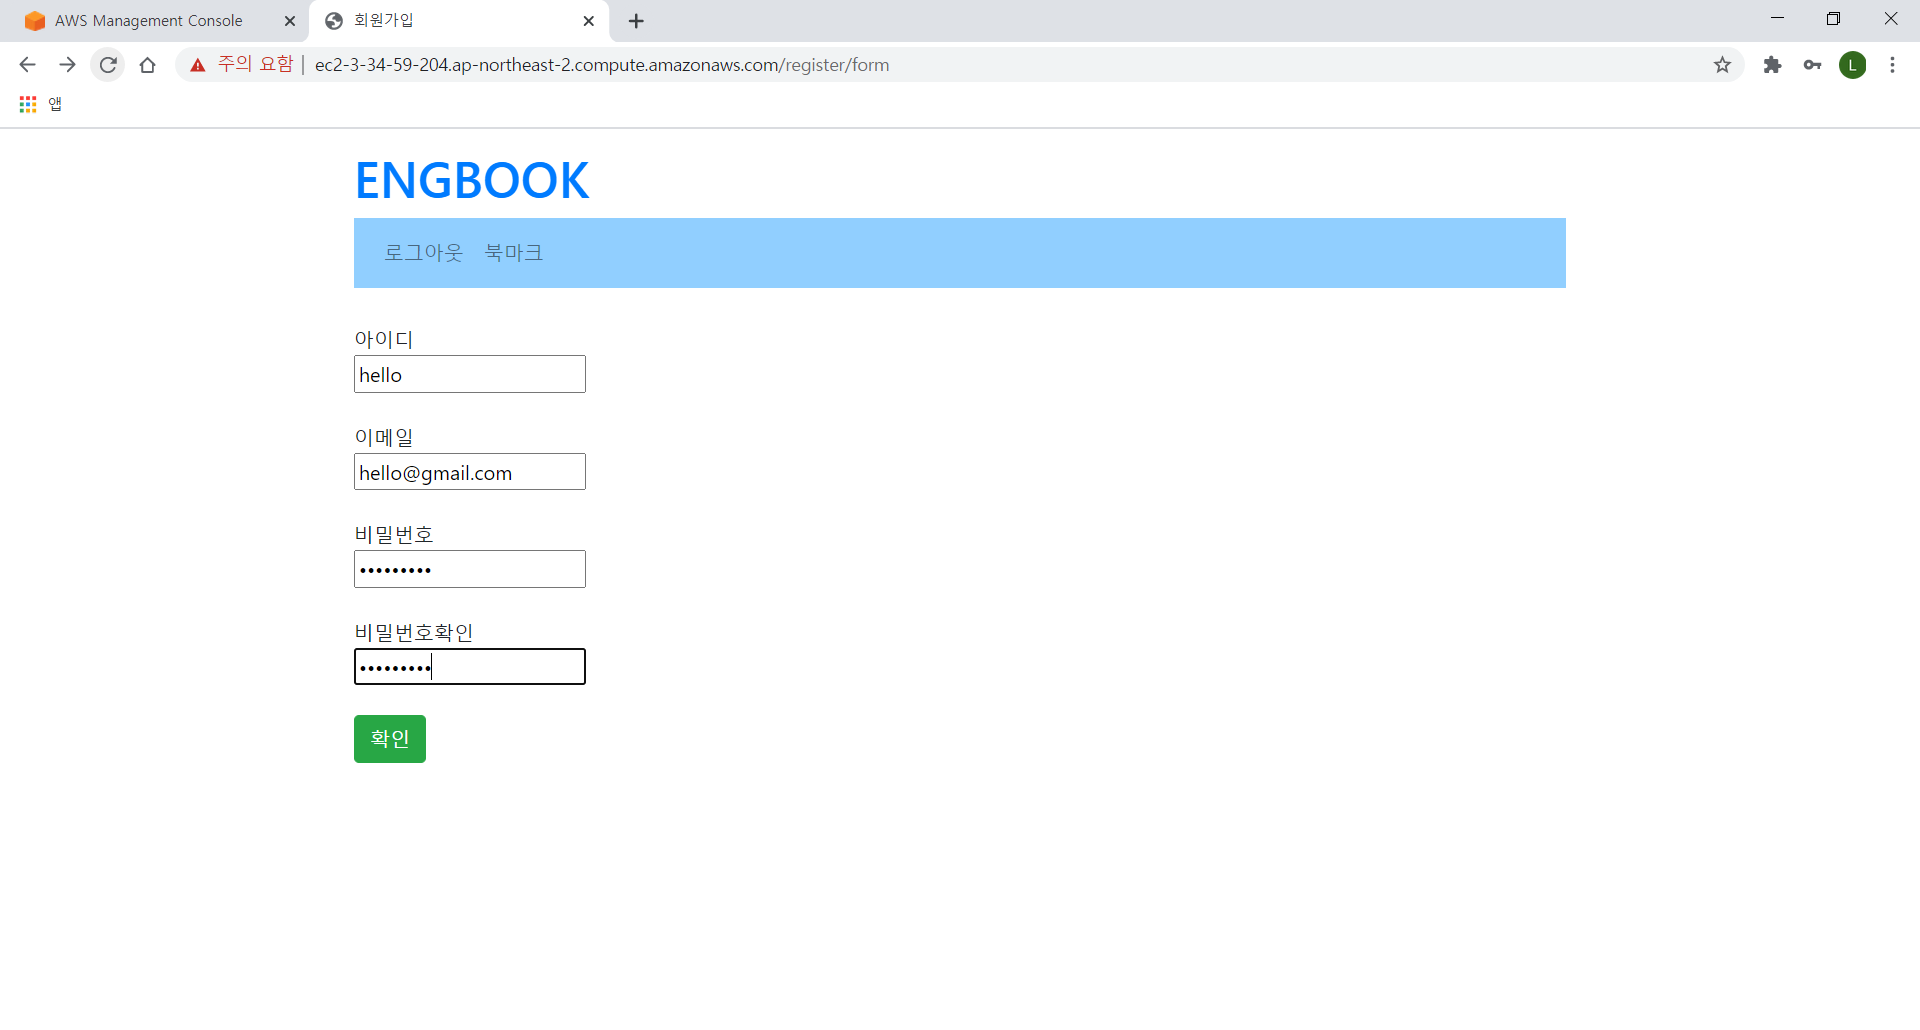 AWS Management Console
회원가입
주의 요함 | ec2-3-34-59-204.ap-northeast-2.compute.amazonaws.com/register/form
L
앱
ENGBOOK
로그아웃 북마크
아이디
hello
이메일
hello@gmail.com
비밀번호
•••••••••
비밀번호확인
•••••••••
확인